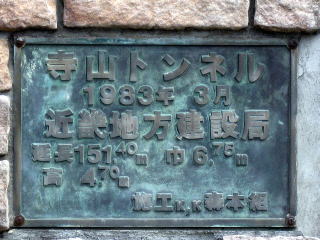 寺山トンネル
1983年 3月
近畿地方建設局
延長151.40m 巾6.75m
高 4.70m
施工K.K森本組